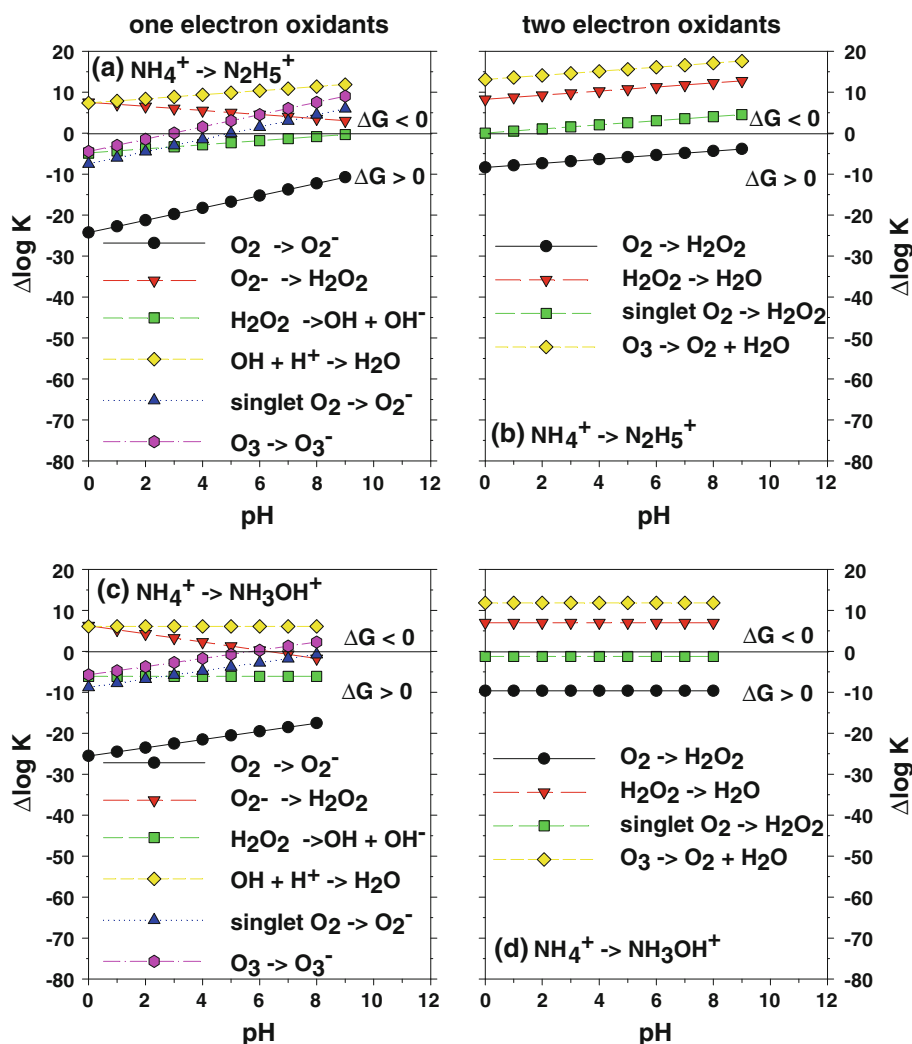 one electron oxidants
two electron oxidants
(a) NH4+ -> N2H5+
ΔG < 0
ΔG > 0
O2 -> O2-
O2- -> H2O2
H2O2 ->OH + OH-
OH + H+ -> H2O
singlet O2 -> O2-
O3 -> O3-
Δlog K
20
10
0
-10
-20
-30
-40
-50
-60
-70
-80
0 2 4 6 8 10 12
pH
ΔG < 0
ΔG > 0
O2 -> H2O2
H2O2 -> H2O
singlet O2 -> H2O2
O3 -> O2 + H2O
(b) NH4+ -> N2H5+
Δlog K
20
10
0
-10
-20
-30
-40
-50
-60
-70
-80
0 2 4 6 8 10 12
pH
(c) NH4+ -> NH3OH+
ΔG < 0
ΔG > 0
O2 -> O2-
O2- -> H2O2
H2O2 ->OH + OH-
OH + H+ -> H2O
singlet O2 -> O2-
O3 -> O3-
Δlog K
20
10
0
-10
-20
-30
-40
-50
-60
-70
-80
0 2 4 6 8 10 12
pH
ΔG < 0
ΔG > 0
O2 -> H2O2
H2O2 -> H2O
singlet O2 -> H2O2
O3 -> O2 + H2O
(d) NH4+ -> NH3OH+
Δlog K
20
10
0
-10
-20
-30
-40
-50
-60
-70
-80
0 2 4 6 8 10 12
pH